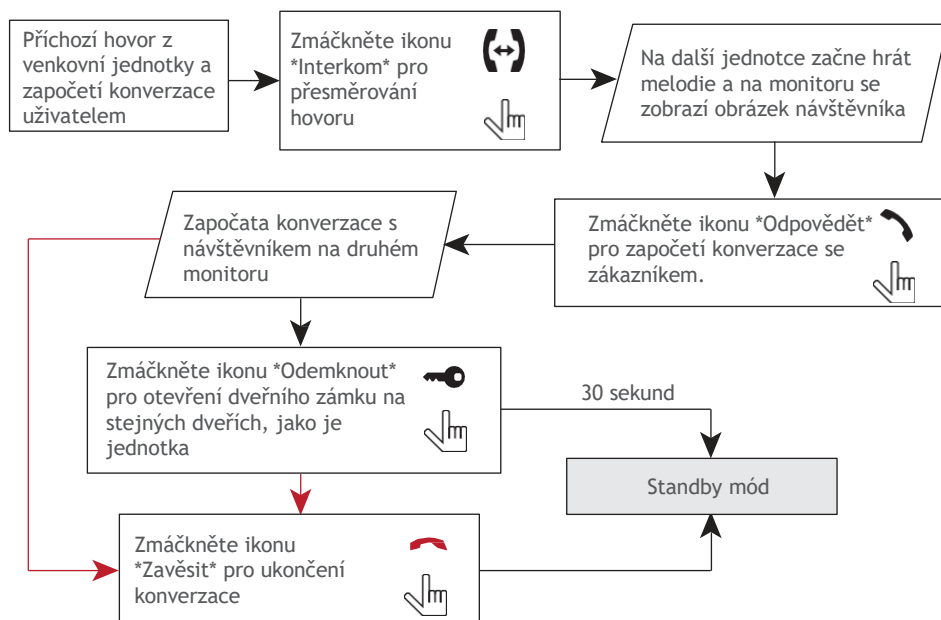 Příchozí hovor z
venkovní jednotky a
započetí konverzace
uživatelem
Zmáčkněte ikonu
*Interkom* pro
přesměrování
hovoru
Na další jednotce začne hrát
melodie a na monitoru se
zobrazí obrázek návštěvníka
Zmáčkněte ikonu *Odpovědět*
pro započetí konverzace se
zákazníkem.
Započata konverzace s
návštěvníkem na druhém
monitoru
Zmáčkněte ikonu *Odemknout*
pro otevření dveřního zámku na
stejných dveřích, jako je
jednotka
30 sekund
Standby mód
Zmáčkněte ikonu
*Zavěsit* pro ukončení
konverzace